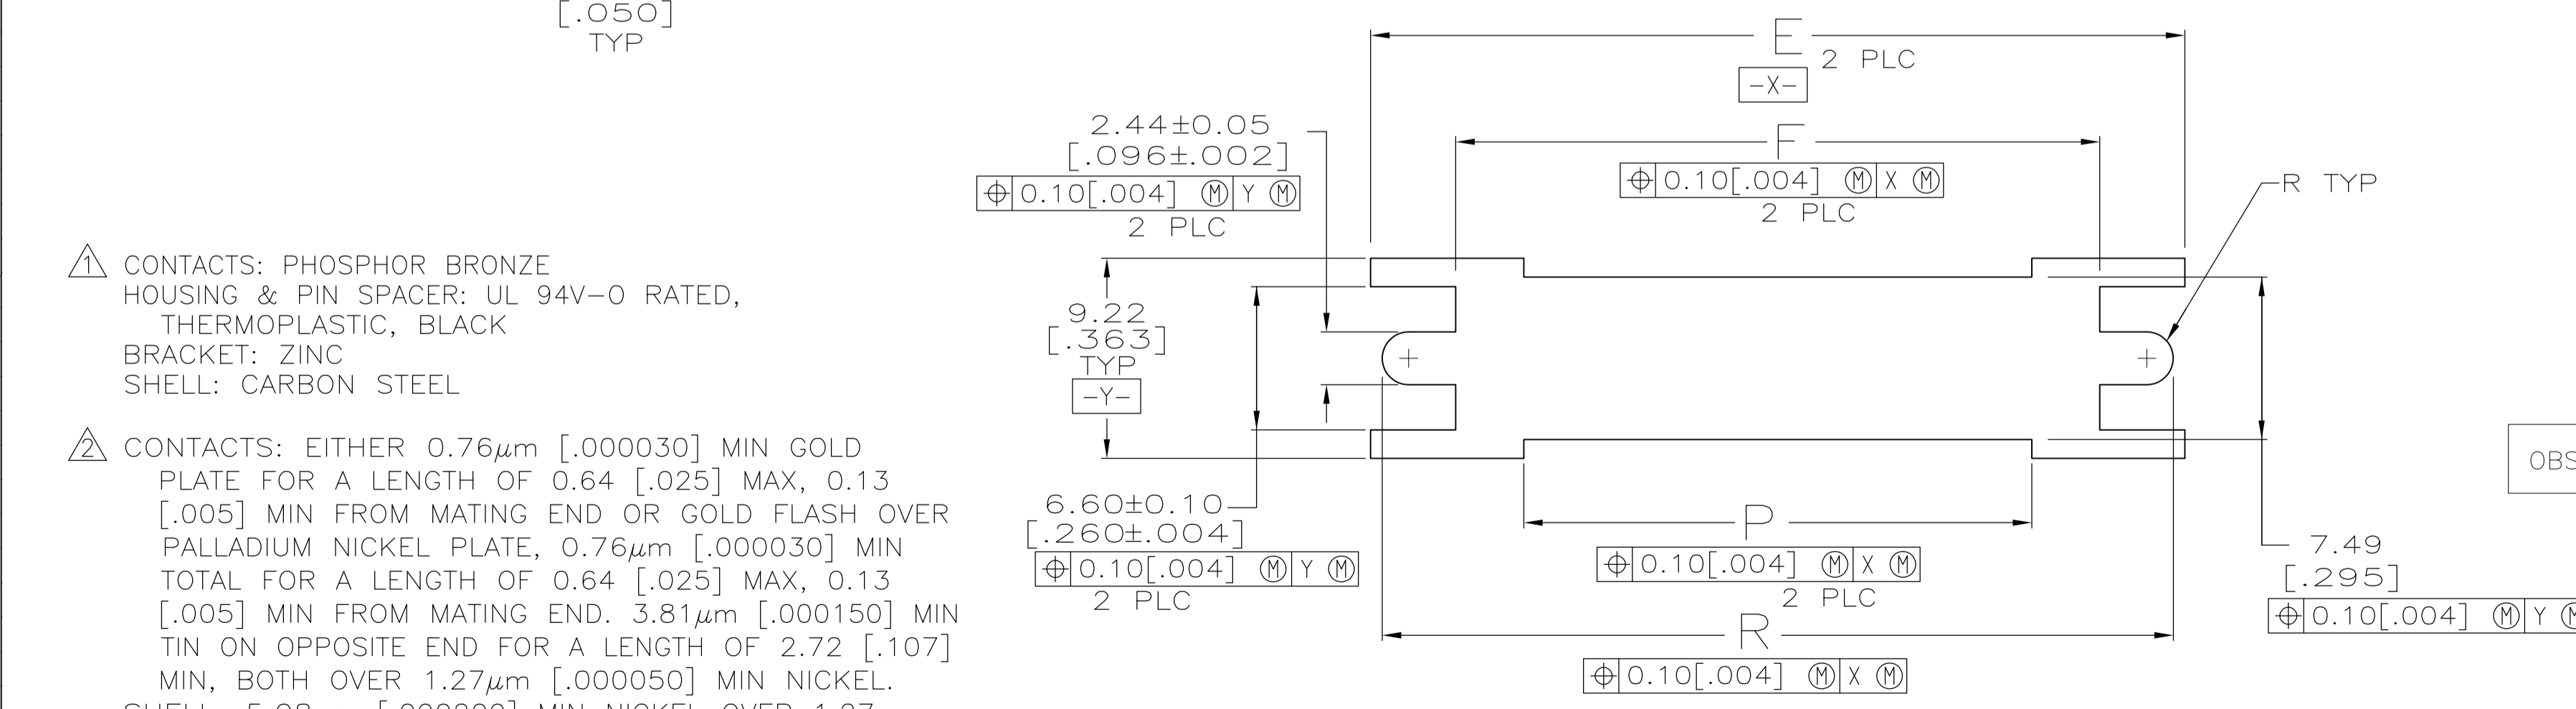 [.050]
TYP
1 CONTACTS: PHOSPHOR BRONZE
HOUSING & PIN SPACER: UL 94V-0 RATED,
THERMOPLASTIC, BLACK
BRACKET: ZINC
SHELL: CARBON STEEL
2 CONTACTS: EITHER 0.76µm [.000030] MIN GOLD
PLATE FOR A LENGTH OF 0.64 [.025] MAX, 0.13
[.005] MIN FROM MATING END OR GOLD FLASH OVER
PALLADIUM NICKEL PLATE, 0.76µm [.000030] MIN
TOTAL FOR A LENGTH OF 0.64 [.025] MAX, 0.13
[.005] MIN FROM MATING END. 3.81µm [.000150] MIN
TIN ON OPPOSITE END FOR A LENGTH OF 2.72 [.107]
MIN, BOTH OVER 1.27µm [.000050] MIN NICKEL.
E
2 PLC
-X-
2.44±0.05
[.096±.002]
⌖ 0.10[.004] Ⓜ Y Ⓜ
2 PLC
F
⌖ 0.10[.004] Ⓜ X Ⓜ
2 PLC
R TYP
9.22
[.363]
TYP
-Y-
6.60±0.10
[.260±.004]
⌖ 0.10[.004] Ⓜ Y Ⓜ
2 PLC
P
⌖ 0.10[.004] Ⓜ X Ⓜ
2 PLC
R
⌖ 0.10[.004] Ⓜ X Ⓜ
7.49
[.295]
⌖ 0.10[.004] Ⓜ Y Ⓜ
OBS